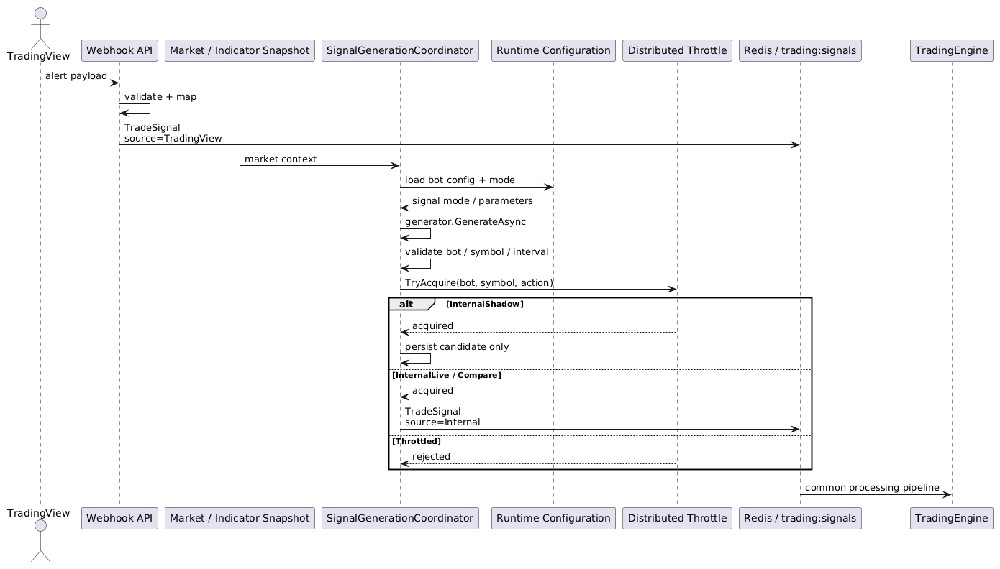 TradingView
Webhook API
Market / Indicator Snapshot
SignalGenerationCoordinator
Runtime Configuration
Distributed Throttle
Redis / trading:signals
TradingEngine
alert payload
validate + map
TradeSignal
source=TradingView
market context
load bot config + mode
signal mode / parameters
generator.GenerateAsync
validate bot / symbol / interval
TryAcquire(bot, symbol, action)
alt
[InternalShadow]
acquired
persist candidate only
[InternalLive / Compare]
acquired
TradeSignal
source=Internal
[Throttled]
rejected
common processing pipeline
TradingView
Webhook API
Market / Indicator Snapshot
SignalGenerationCoordinator
Runtime Configuration
Distributed Throttle
Redis / trading:signals
TradingEngine